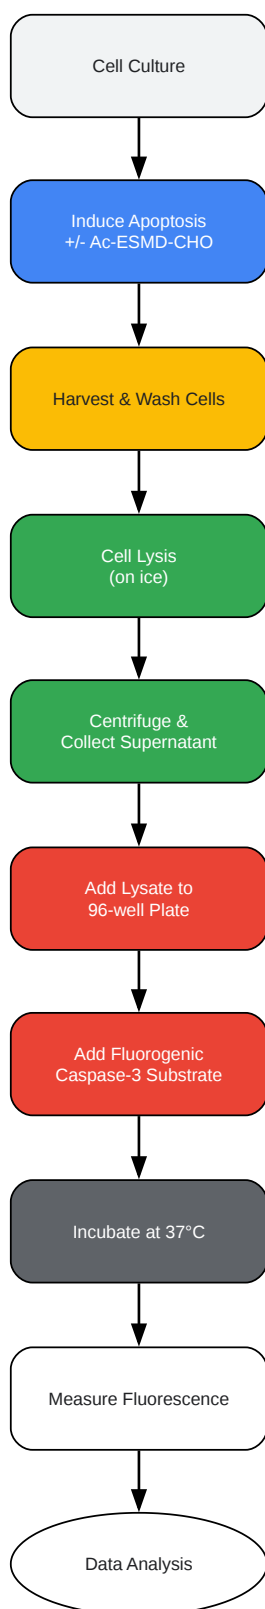 Cell Culture
Induce Apoptosis
+/- Ac-ESMD-CHO
Harvest & Wash Cells
Cell Lysis
(on ice)
Centrifuge &
Collect Supernatant
Add Lysate to
96-well Plate
Add Fluorogenic
Caspase-3 Substrate
Incubate at 37°C
Measure Fluorescence
Data Analysis